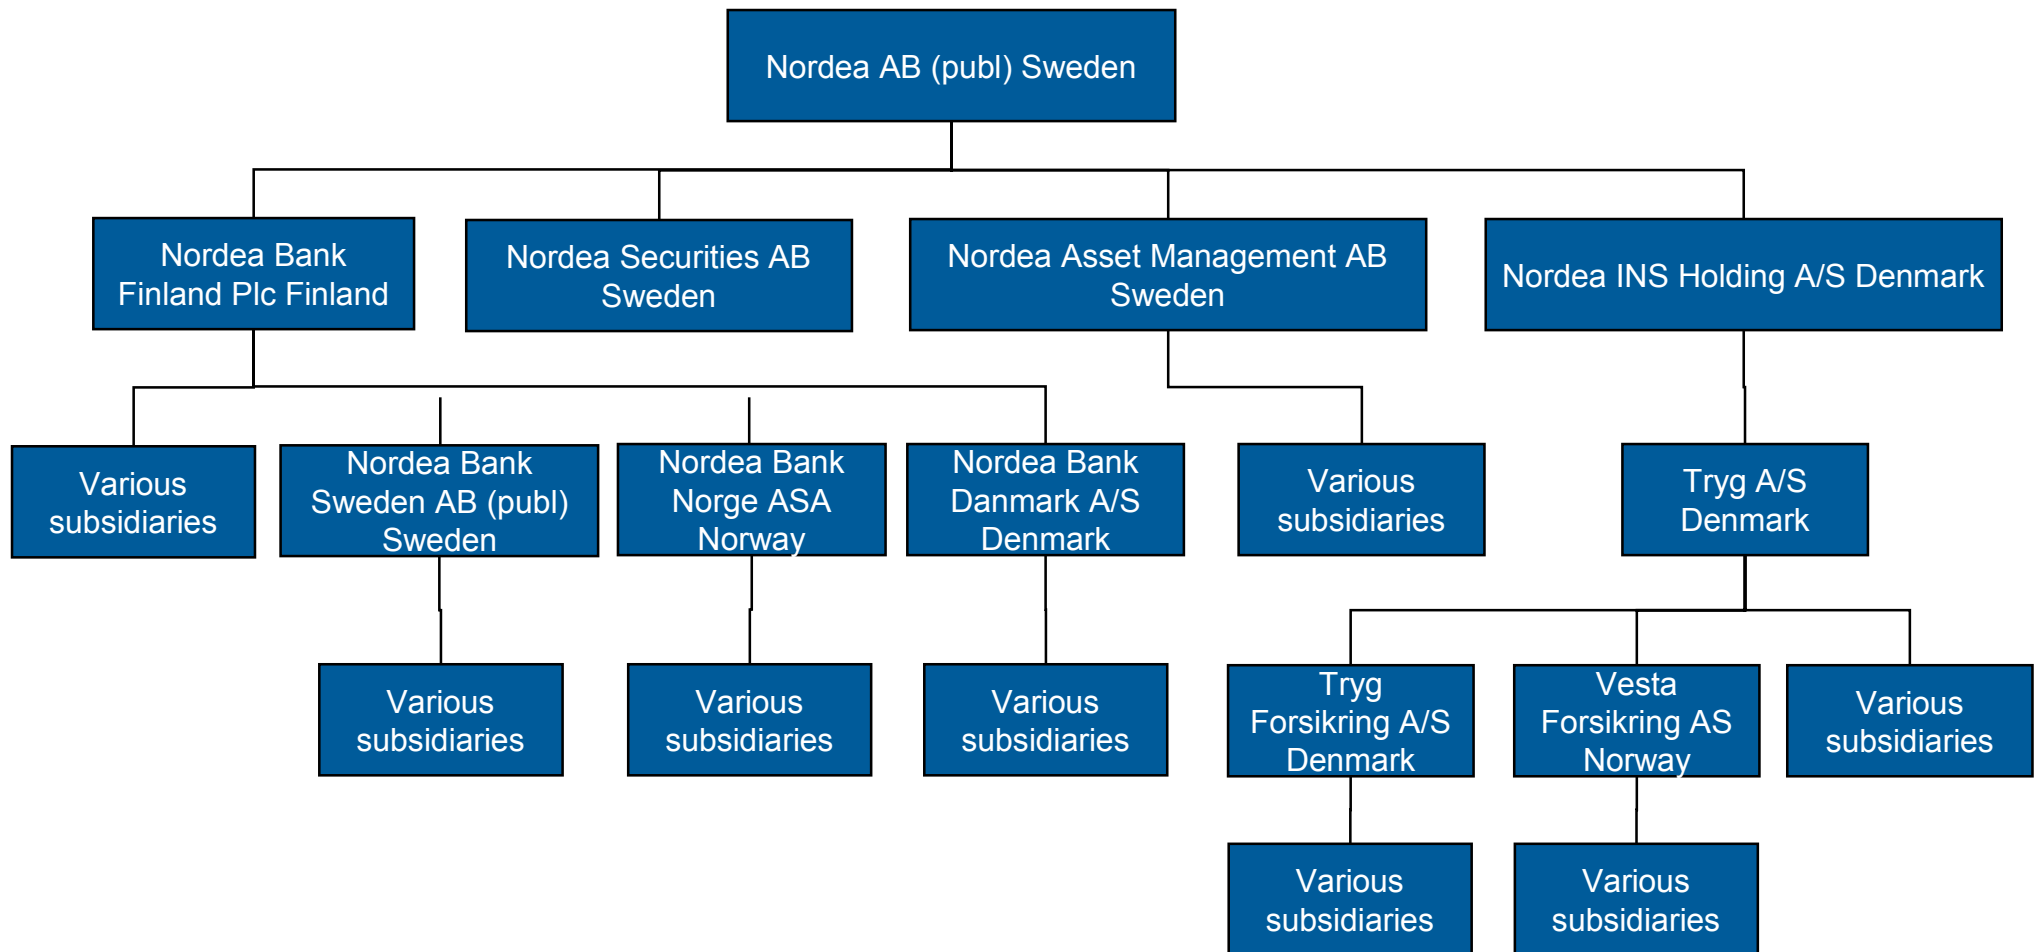 Nordea AB (publ) Sweden
Nordea Bank
Finland Plc Finland
Nordea Securities AB
Sweden
Nordea Asset Management AB
Sweden
Nordea INS Holding A/S Denmark
Various
subsidiaries
Nordea Bank
Sweden AB (publ)
Sweden
Nordea Bank
Norge ASA
Norway
Nordea Bank
Danmark A/S
Denmark
Various
subsidiaries
Tryg A/S
Denmark
Various
subsidiaries
Various
subsidiaries
Various
subsidiaries
Tryg
Forsikring A/S
Denmark
Vesta
Forsikring AS
Norway
Various
subsidiaries
Various
subsidiaries
Various
subsidiaries